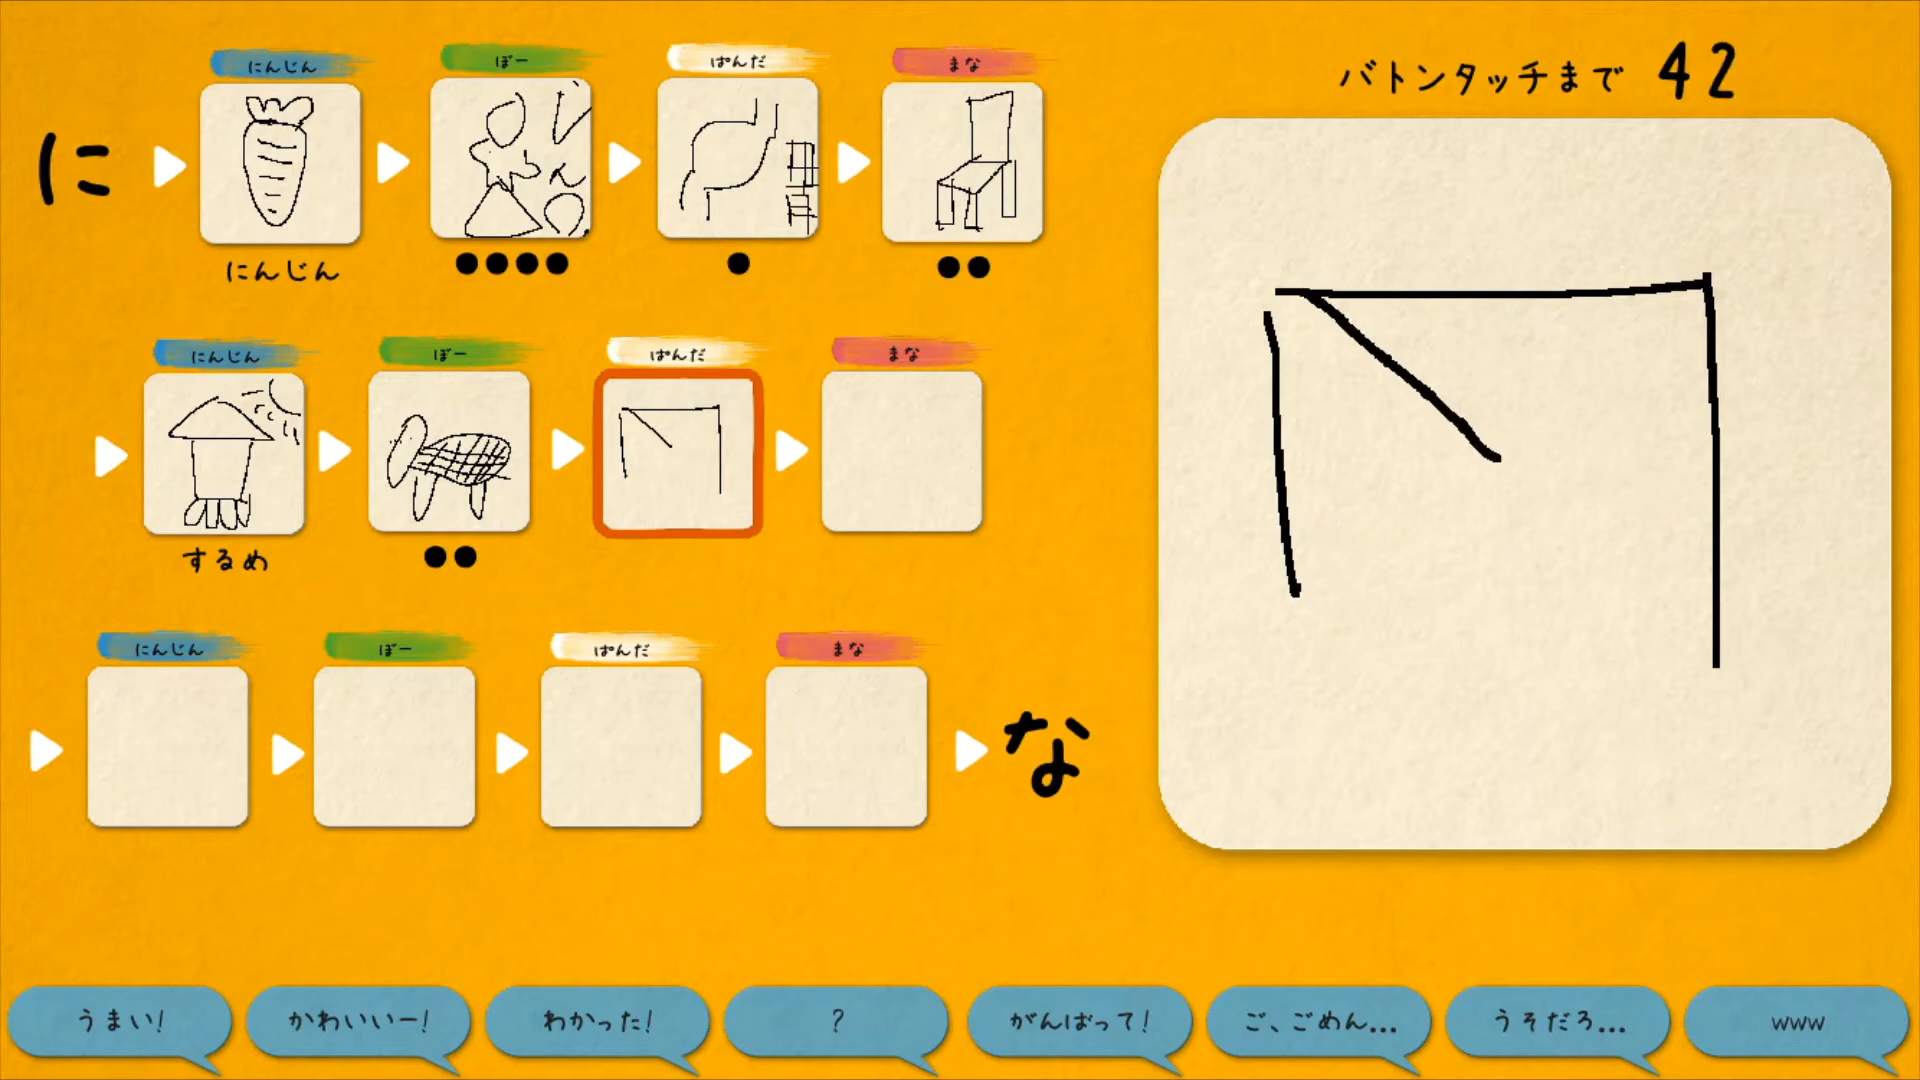 バトンタッチまで 42
に
にんじん
ぼー
ぱんだ
まな
じんへ
胃
にんじん
にんじん
ぼー
ぱんだ
まな
するめ
にんじん
ぼー
ぱんだ
まな
な
うまい!
かわいいー!
わかった!
?
がんばって!
ご、ごめん...
うそだろ...
www